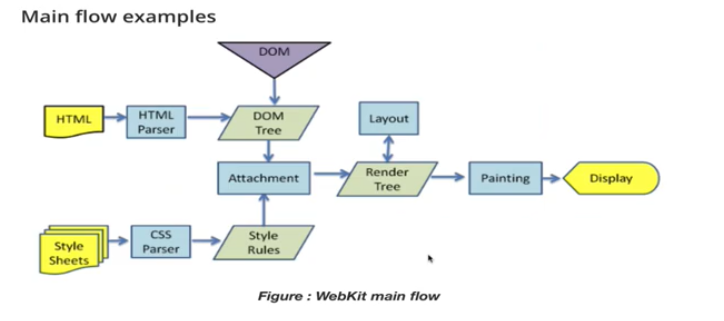 Main flow examples
DOM
HTML
HTML
Parser
DOM
Tree
Layout
Attachment
Render
Tree
Painting
Display
Style
Sheets
CSS
Parser
Style
Rules
Figure : WebKit main flow